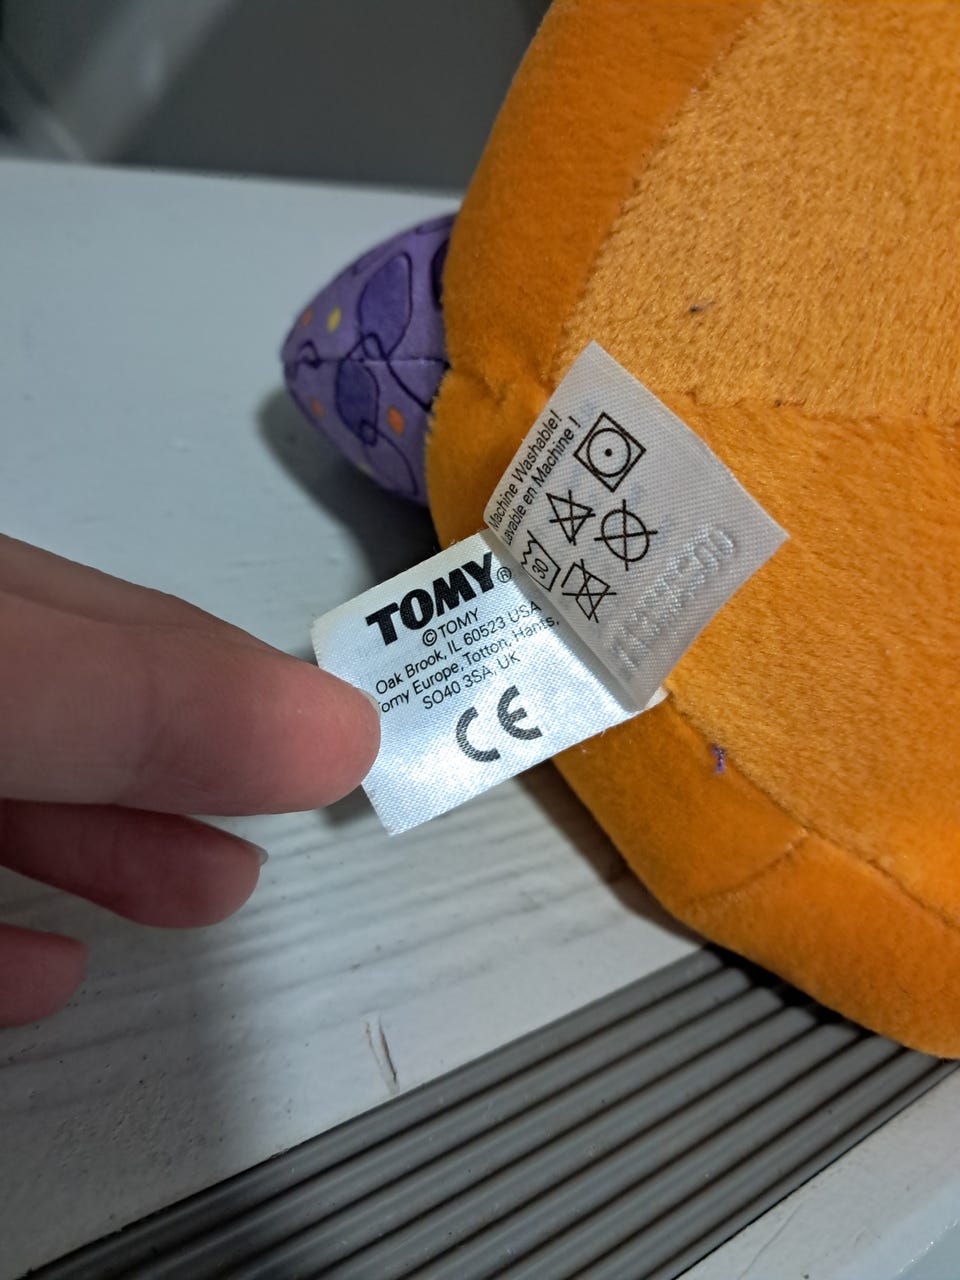 Machine Washable!
Lavable en Machine !
30
TOMY®
©TOMY
Oak Brook, IL 60523 USA
Tomy Europe, Totton, Hants,
SO40 3SA, UK
CE